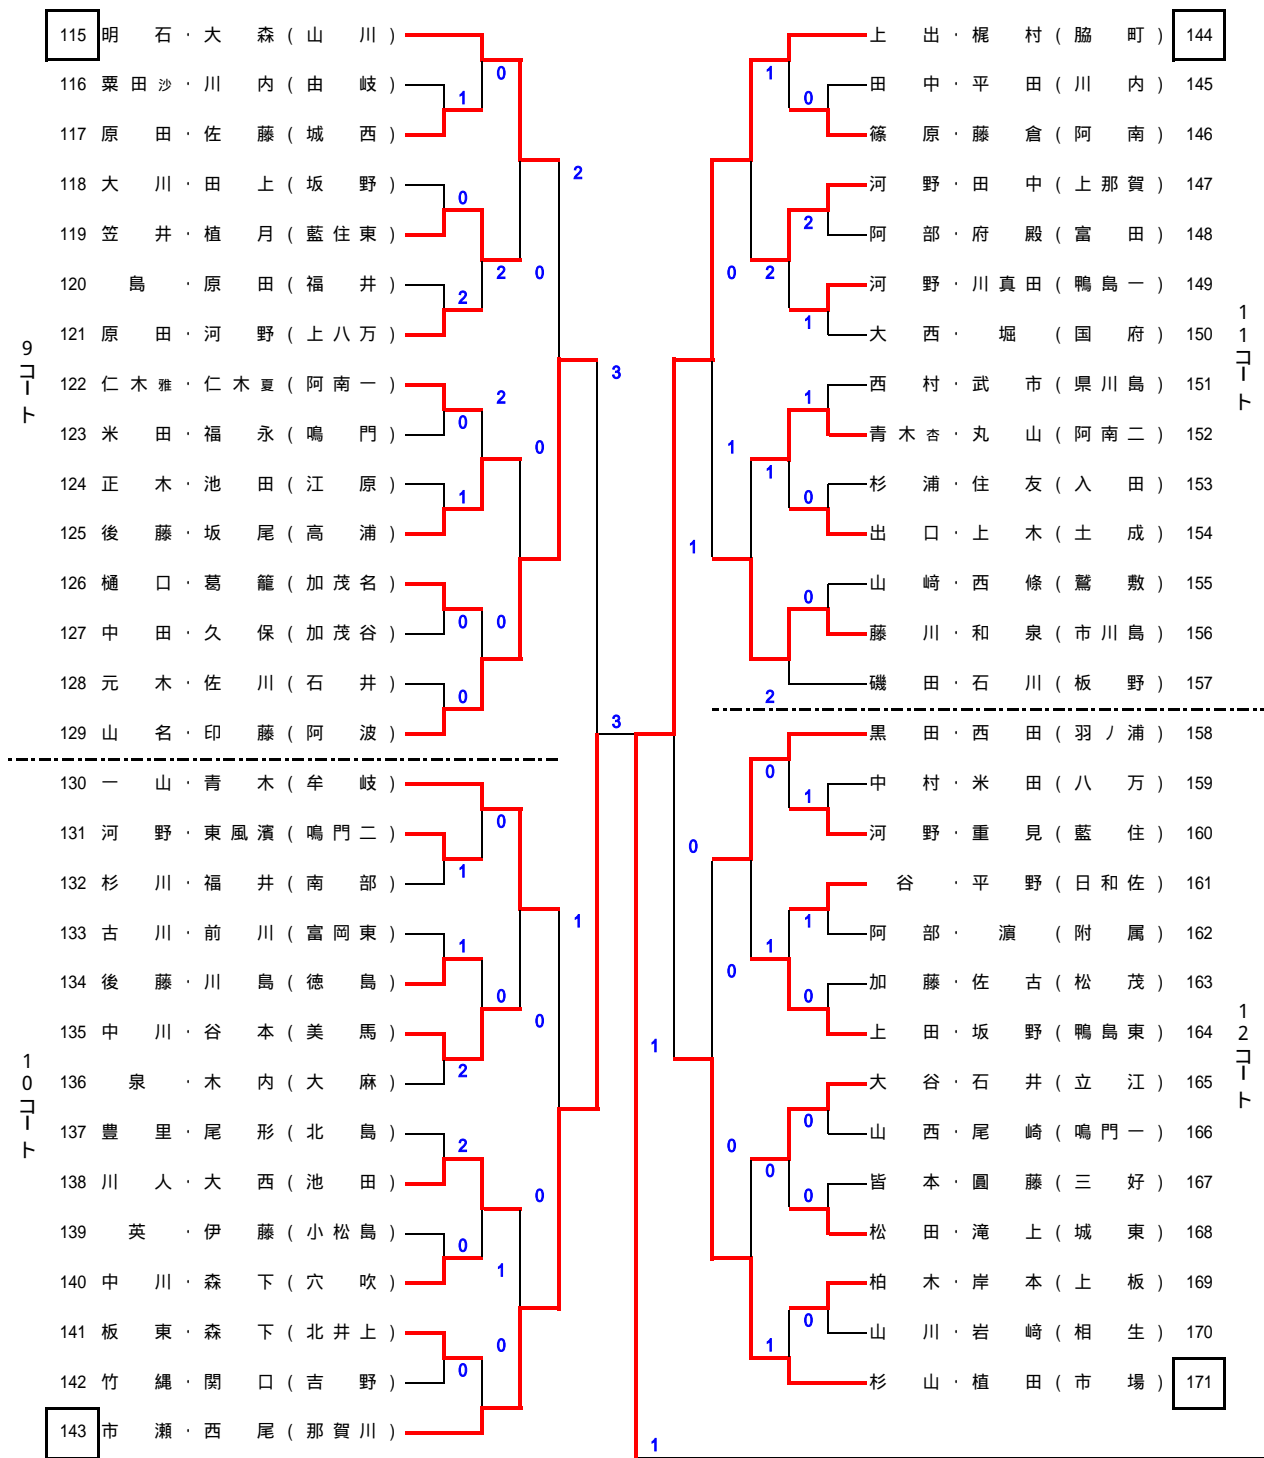 115 明石・大森(山川)
116 粟田沙・川内(由岐)
117 原田・佐藤(城西)
118 大川・田上(坂野)
119 笠井・植月(藍住東)
120 島・原田(福井)
121 原田・河野(上八万)
122 仁木雅・仁木夏(阿南一)
123 米田・福永(鳴門)
124 正木・池田(江原)
125 後藤・坂尾(高浦)
126 樋口・葛籠(加茂名)
127 中田・久保(加茂谷)
128 元木・佐川(石井)
129 山名・印藤(阿波)
9コート
130 一山・青木(牟岐)
131 河野・東風濱(鳴門二)
132 杉川・福井(南部)
133 古川・前川(富岡東)
134 後藤・川島(徳島)
135 中川・谷本(美馬)
136 泉・木内(大麻)
137 豊里・尾形(北島)
138 川人・大西(池田)
139 英・伊藤(小松島)
140 中川・森下(穴吹)
141 板東・森下(北井上)
142 竹縄・関口(吉野)
143 市瀬・西尾(那賀川)
10コート
0
1
2
0
2
0
2
3
2
0
0
1
0
0
0
3
0
1
1
1
0
0
2
2
0
0
1
0
0
上出・梶村(脇町) 144
田中・平田(川内) 145
篠原・藤倉(阿南) 146
河野・田中(上那賀) 147
阿部・府殿(富田) 148
河野・川真田(鴨島一) 149
大西・堀(国府) 150
西村・武市(県川島) 151
青木杏・丸山(阿南二) 152
杉浦・住友(入田) 153
出口・上木(土成) 154
山﨑・西條(鷲敷) 155
藤川・和泉(市川島) 156
磯田・石川(板野) 157
11コート
黒田・西田(羽ノ浦) 158
中村・米田(八万) 159
河野・重見(藍住) 160
谷・平野(日和佐) 161
阿部・濵(附属) 162
加藤・佐古(松茂) 163
上田・坂野(鴨島東) 164
大谷・石井(立江) 165
山西・尾崎(鳴門一) 166
皆本・圓藤(三好) 167
松田・滝上(城東) 168
柏木・岸本(上板) 169
山川・岩﨑(相生) 170
杉山・植田(市場) 171
12コート
1
0
2
0
2
1
1
1
1
0
1
0
2
0
1
0
1
1
0
0
1
0
0
0
0
0
1
1